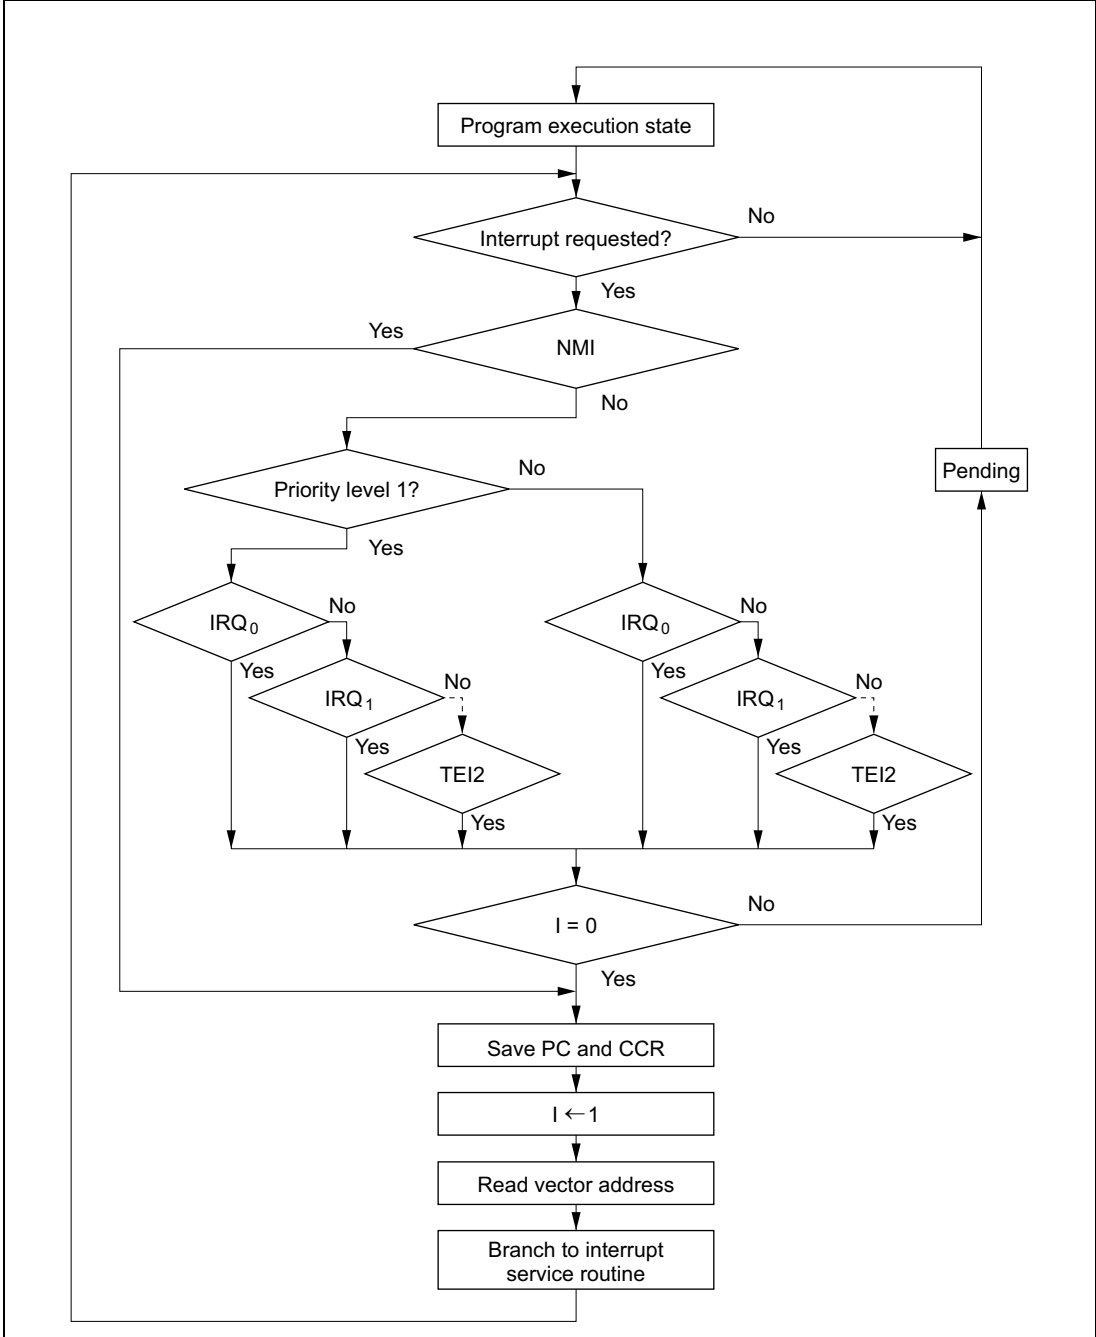 Program execution state
No
Interrupt requested?
Yes
Yes
NMI
No
Pending
No
Priority level 1?
Yes
No
No
IRQ0
IRQ0
Yes
Yes
No
No
IRQ1
IRQ1
Yes
Yes
TEI2
TEI2
Yes
Yes
No
I = 0
Yes
Save PC and CCR
I ← 1
Read vector address
Branch to interrupt
service routine